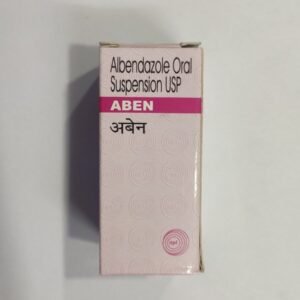 Albendazole Oral
Suspension USP
ABEN
अबेन